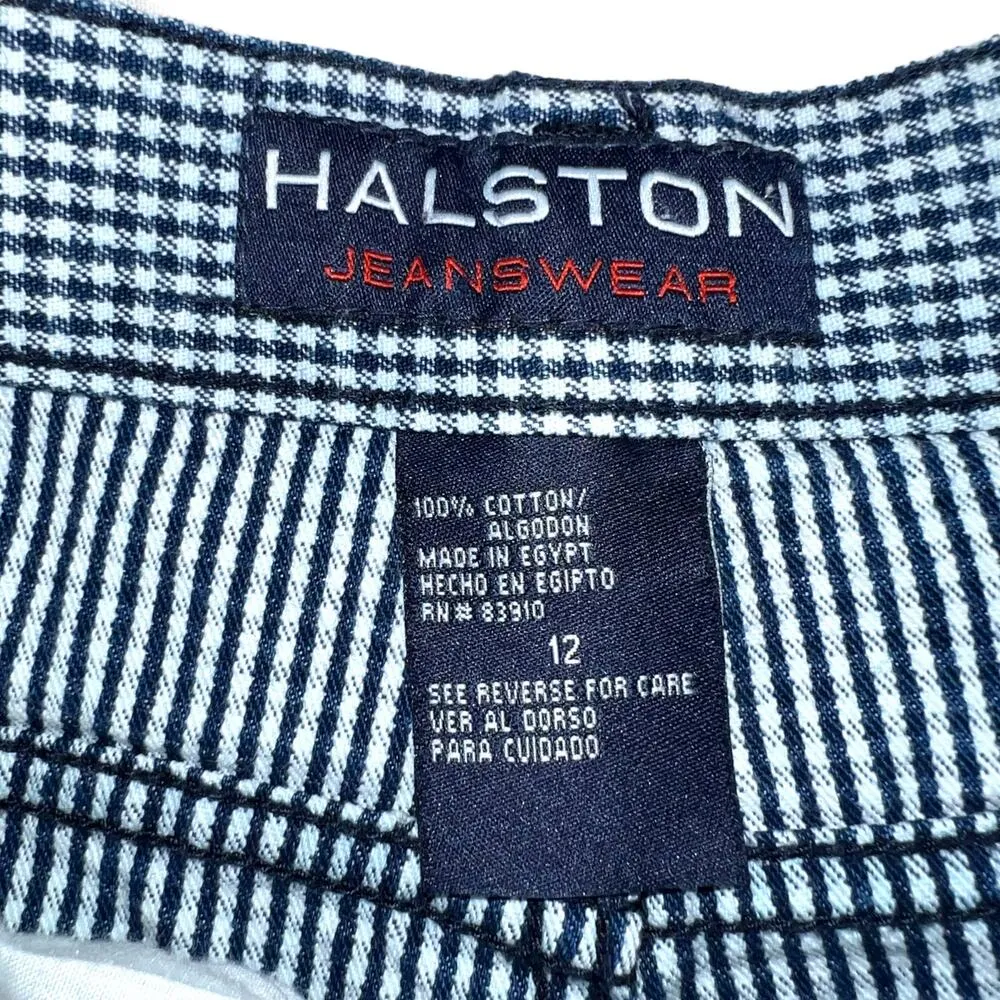 HALSTON
JEANSWEAR
100% COTTON/
ALGODON
MADE IN EGYPT
HECHO EN EGIPTO
RN# 83910
12
SEE REVERSE FOR CARE
VER AL DORSO
PARA CUIDADO